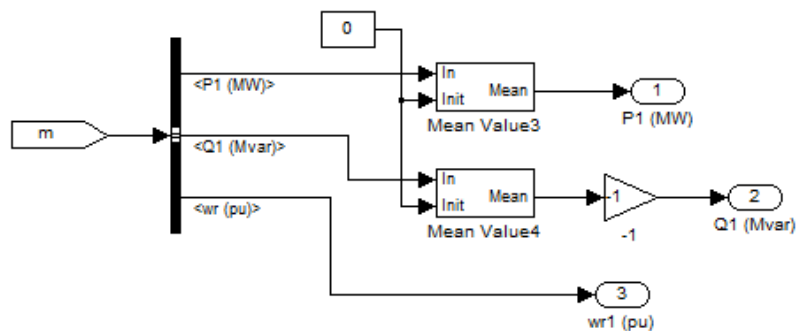 0
In
Init
Mean
Mean Value3
<P1 (MW)>
1
P1 (MW)
m
<Q1 (Mvar)>
In
Init
Mean
Mean Value4
-1
-1
2
Q1 (Mvar)
<wr (pu)>
3
wr1 (pu)